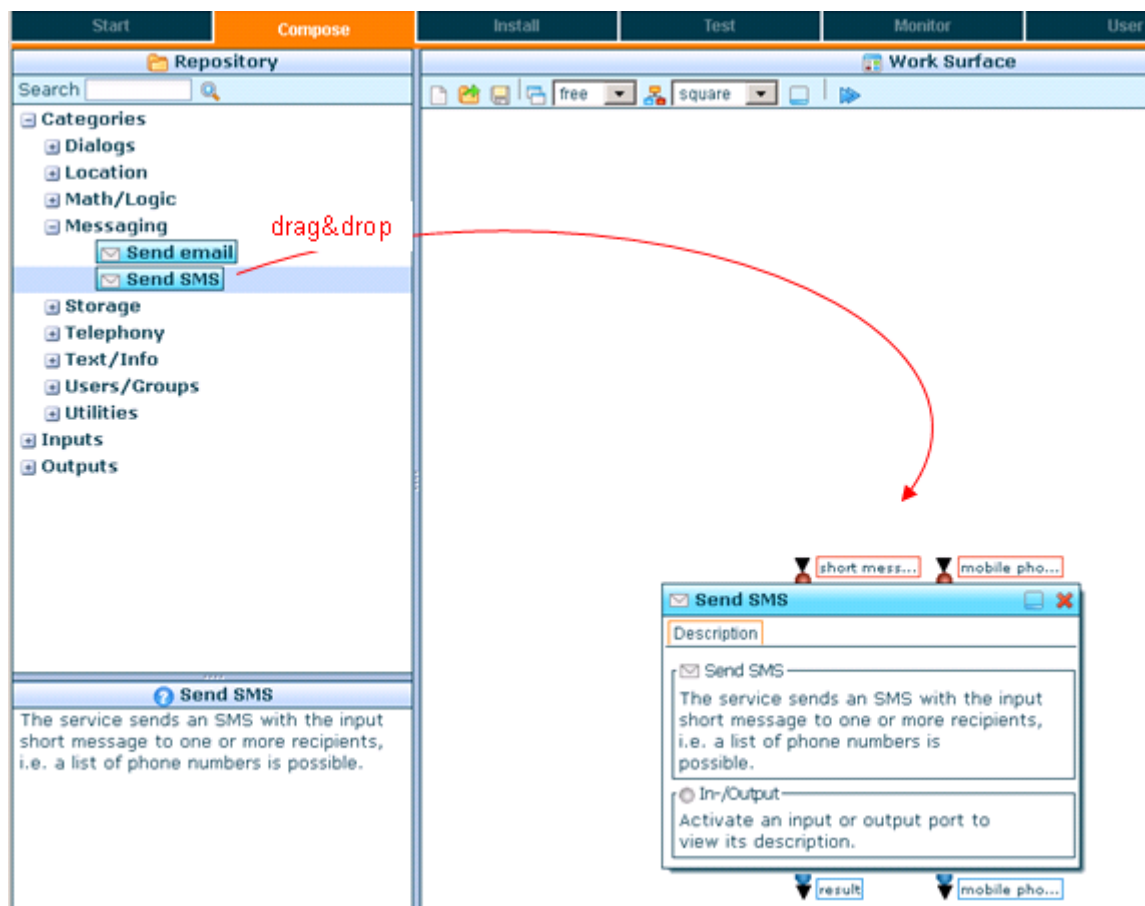 Start Compose Install Test Monitor User
Repository
Work Surface
Search
free square
Categories
Dialogs
Location
Math/Logic
Messaging
Send email
Send SMS
drag&drop
Storage
Telephony
Text/Info
Users/Groups
Utilities
Inputs
Outputs
short mess... mobile pho...
Send SMS
Description
Send SMS
The service sends an SMS with the input
short message to one or more recipients,
i.e. a list of phone numbers is
possible.
In-/Output
Activate an input or output port to
view its description.
result mobile pho...
Send SMS
The service sends an SMS with the input
short message to one or more recipients,
i.e. a list of phone numbers is possible.